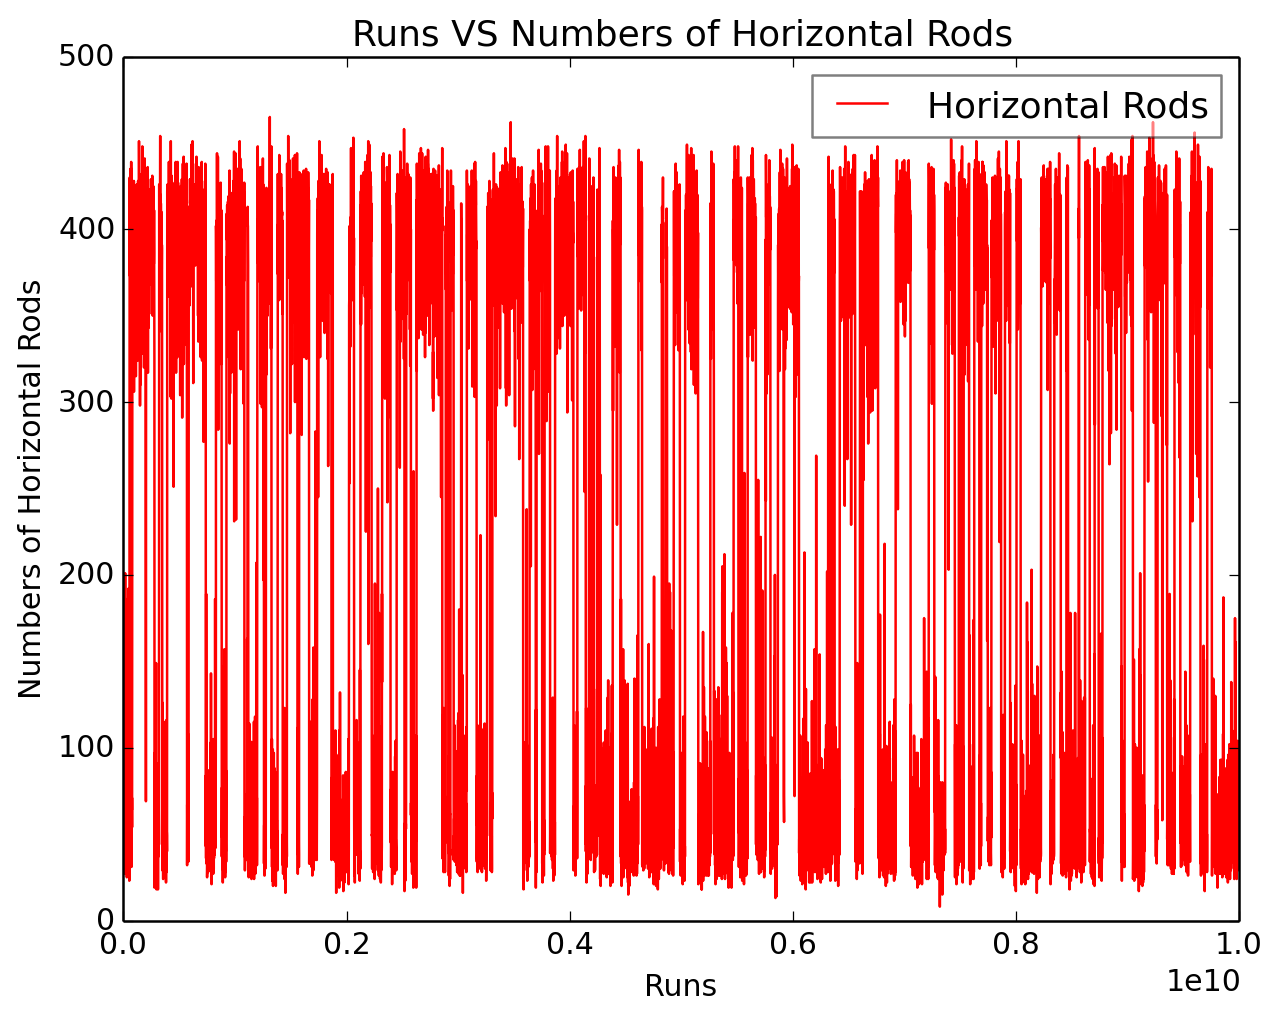 Runs VS Numbers of Horizontal Rods
Horizontal Rods
500
400
300
200
100
0
Numbers of Horizontal Rods
0.0 0.2 0.4 0.6 0.8 1.0
1e10
Runs